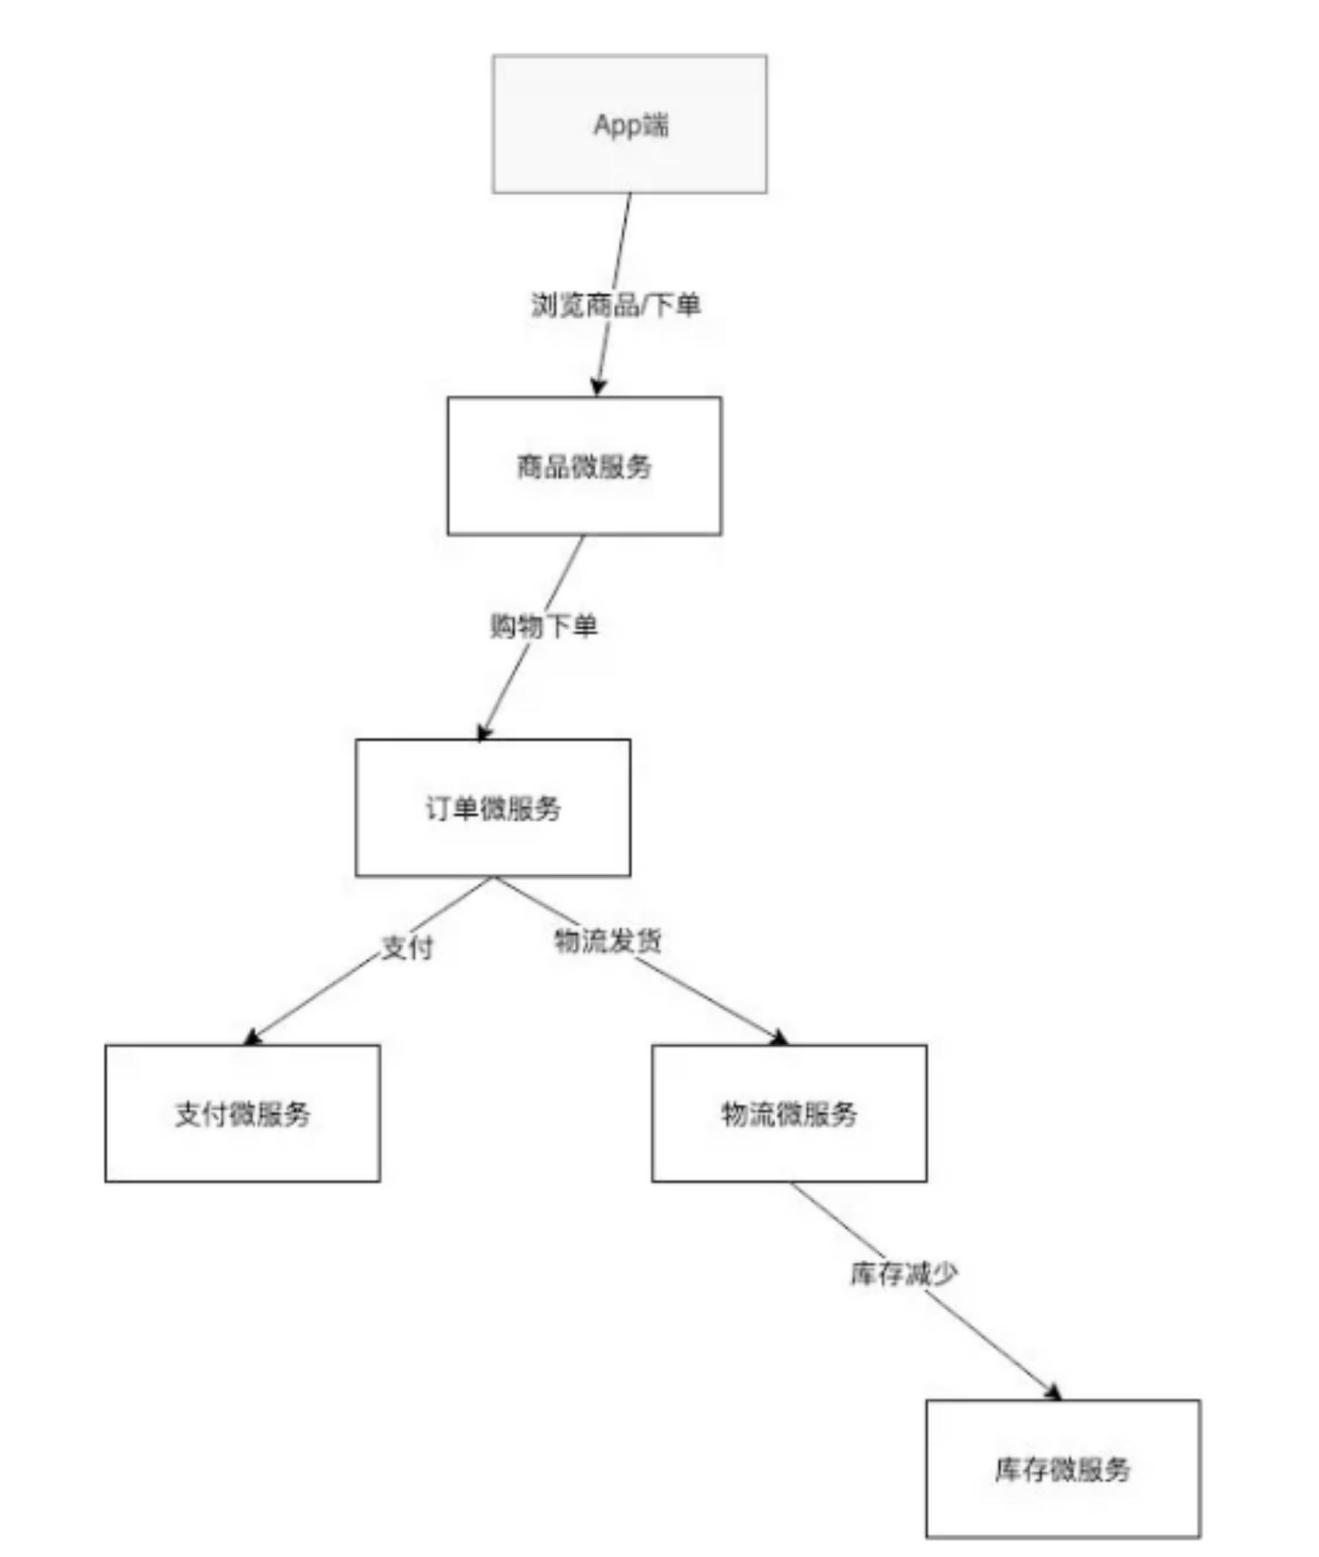 App端
浏览商品/下单
商品微服务
购物下单
订单微服务
支付
物流发货
支付微服务
物流微服务
库存减少
库存微服务